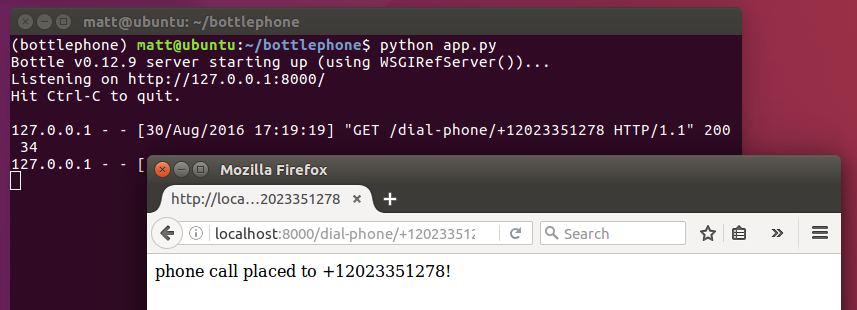 matt@ubuntu: ~/bottlephone
(bottlephone) matt@ubuntu:~/bottlephone$ python app.py
Bottle v0.12.9 server starting up (using WSGIRefServer())...
Listening on http://127.0.0.1:8000/
Hit Ctrl-C to quit.
127.0.0.1 - - [30/Aug/2016 17:19:19] "GET /dial-phone/+12023351278 HTTP/1.1" 200
34
127.0.0.1 - - [
Mozilla Firefox
http://loca...2023351278
localhost:8000/dial-phone/+120233512
Search
phone call placed to +12023351278!